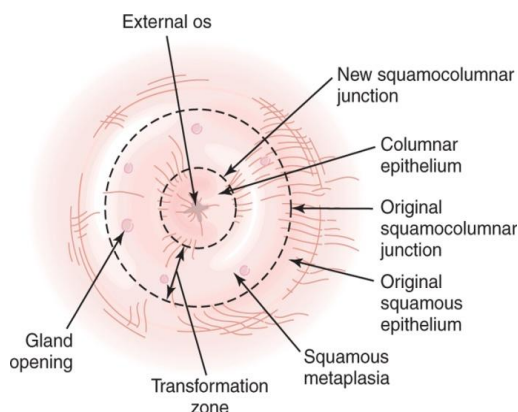 External os
New squamocolumnar
junction
Columnar
epithelium
Original
squamocolumnar
junction
Original
squamous
epithelium
Gland
opening
Squamous
metaplasia
Transformation
zone